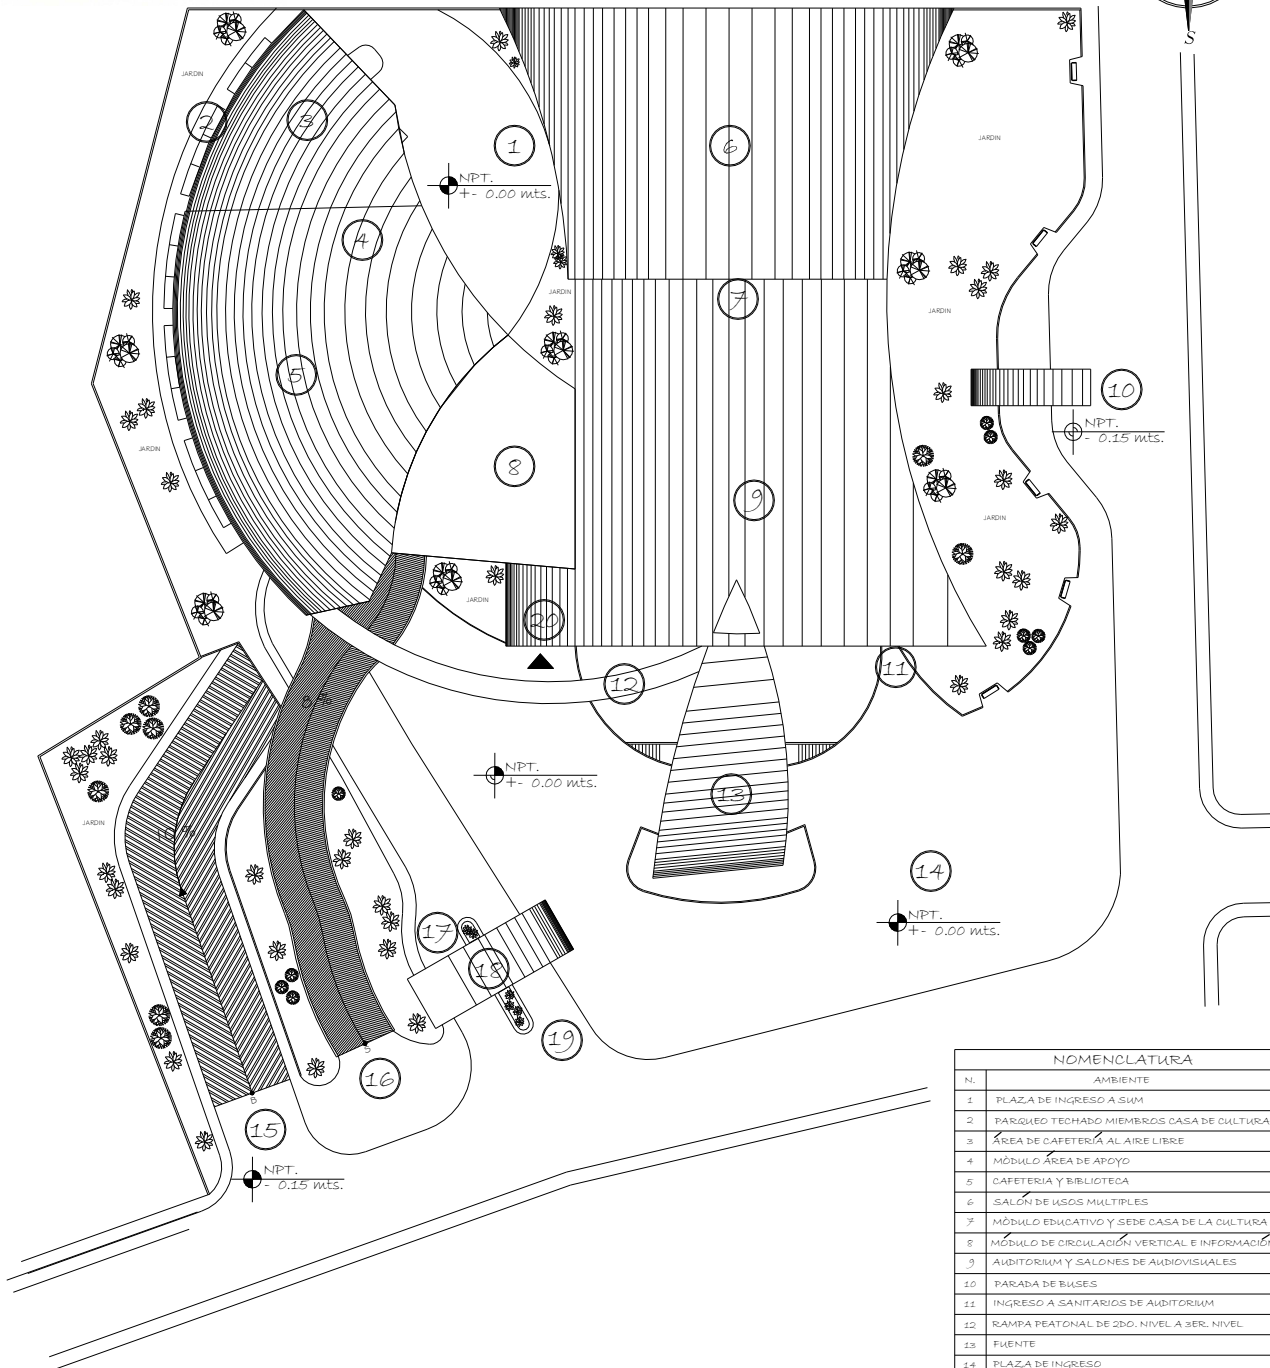 S
JARDIN
2
3
1
6
NPT.
+- 0.00 mts.
JARDIN
4
JARDIN
7
JARDIN
5
10
NPT.
- 0.15 mts.
JARDIN
8
9
JARDIN
JARDIN
20
11
12
8 %
NPT.
+- 0.00 mts.
13
JARDIN
10 %
14
NPT.
+- 0.00 mts.
17
18
19
S
16
B
15
NPT.
- 0.15 mts.
NOMENCLATURA
N. AMBIENTE
1 PLAZA DE INGRESO A SUM
2 PARQUEO TECHADO MIEMBROS CASA DE CULTURA
3 ÁREA DE CAFETERÍA AL AIRE LIBRE
4 MÓDULO ÁREA DE APOYO
5 CAFETERIA Y BIBLIOTECA
6 SALÓN DE USOS MULTIPLES
7 MÓDULO EDUCATIVO Y SEDE CASA DE LA CULTURA
8 MÓDULO DE CIRCULACIÓN VERTICAL E INFORMACIÓN
9 AUDITORIUM Y SALONES DE AUDIOVISUALES
10 PARADA DE BUSES
11 INGRESO A SANITARIOS DE AUDITORIUM
12 RAMPA PEATONAL DE 2DO. NIVEL A 3ER. NIVEL
13 FUENTE
14 PLAZA DE INGRESO